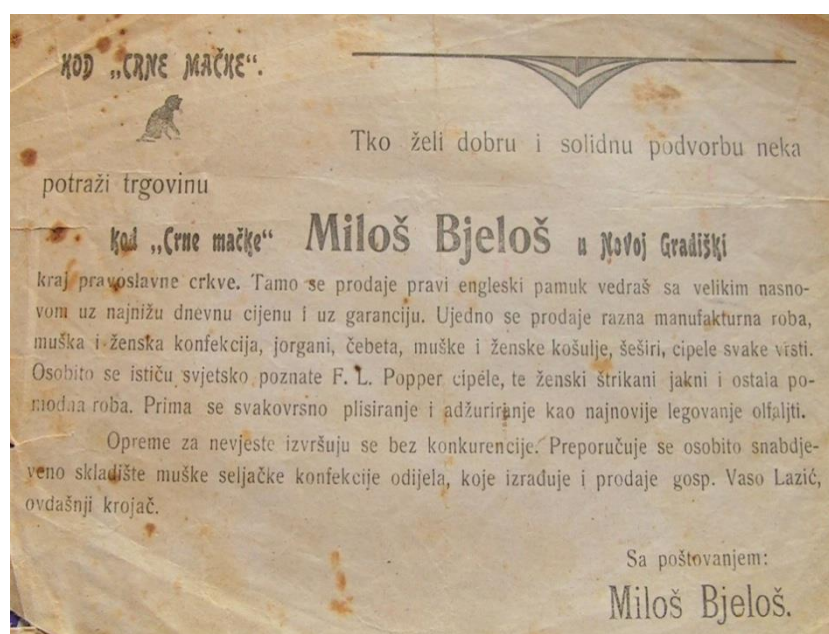 KOD „CRNE MAČKE“.
Tko želi dobru i solidnu podvorbu neka
potraži trgovinu
Kod „Crne mačke“ Miloš Bjeloš u Novoj Gradiški
kraj pravoslavne crkve. Tamo se prodaje pravi engleski pamuk vedraš sa velikim nasno-
vom uz najnižu dnevnu cijenu i uz garanciju. Ujedno se prodaje razna manufakturna roba,
muška i ženska konfekcija, jorgani, čebeta, muške i ženske košulje, šeširi, cipele svake vrsti.
Osobito se ističu svjetsko poznate F. L. Popper cipele, te ženski štrikani jakni i ostala po-
modna roba. Prima se svakovrsno plisiranje i adžuriranje kao najnovije legovanje olfaljti.
Opreme za nevjeste izvršuju se bez konkurencije. Preporučuje se osobito snabdje-
veno skladište muške seljačke konfekcije odijela, koje izrađuje i prodaje gosp. Vaso Lazić,
ovdašnji krojač.
Sa poštovanjem:
Miloš Bjeloš.